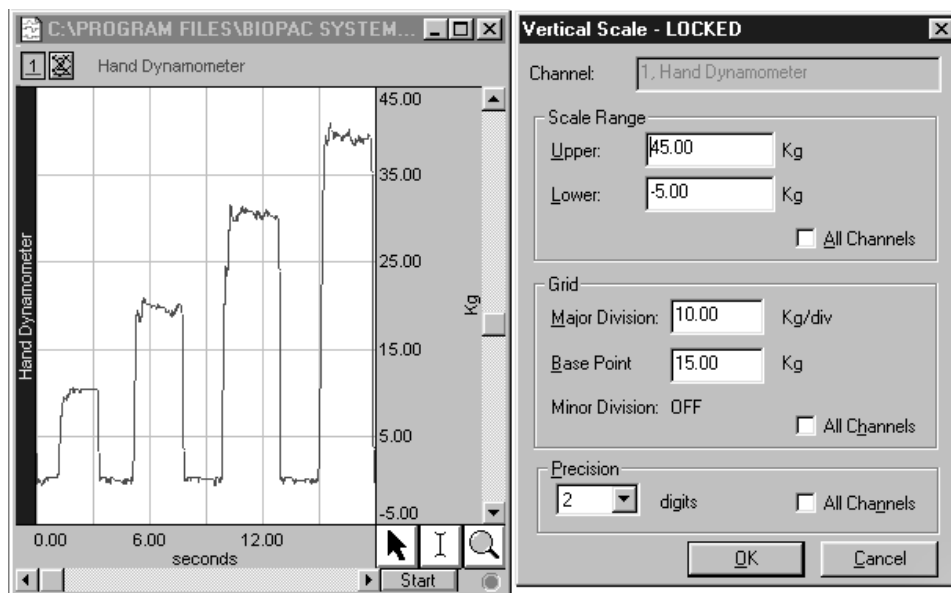 C:\PROGRAM FILES\BIOPAC SYSTEM...
1 Hand Dynamometer
Hand Dynamometer
45.00
35.00
25.00
Kg
15.00
5.00
-5.00
0.00 6.00 12.00
seconds
Start
Vertical Scale - LOCKED
Channel: 1, Hand Dynamometer
Scale Range
Upper: 45.00 Kg
Lower: -5.00 Kg
All Channels
Grid
Major Division: 10.00 Kg/div
Base Point 15.00 Kg
Minor Division: OFF
All Channels
Precision
2 digits All Channels
OK Cancel